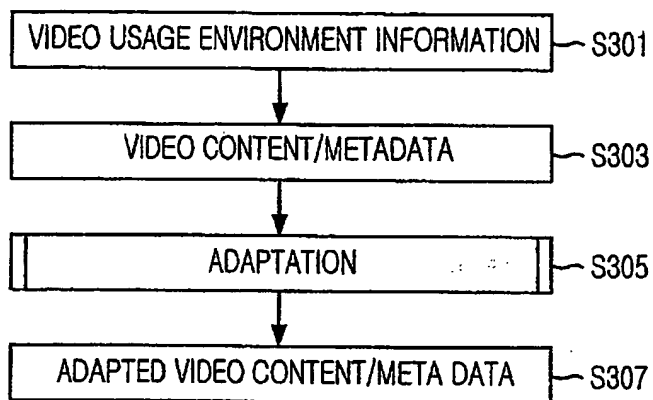 VIDEO USAGE ENVIRONMENT INFORMATION S301
VIDEO CONTENT/METADATA S303
ADAPTATION S305
ADAPTED VIDEO CONTENT/META DATA S307